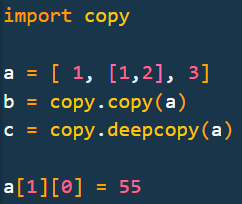 import copy
a = [ 1, [1,2], 3]
b = copy.copy(a)
c = copy.deepcopy(a)
a[1][0] = 55